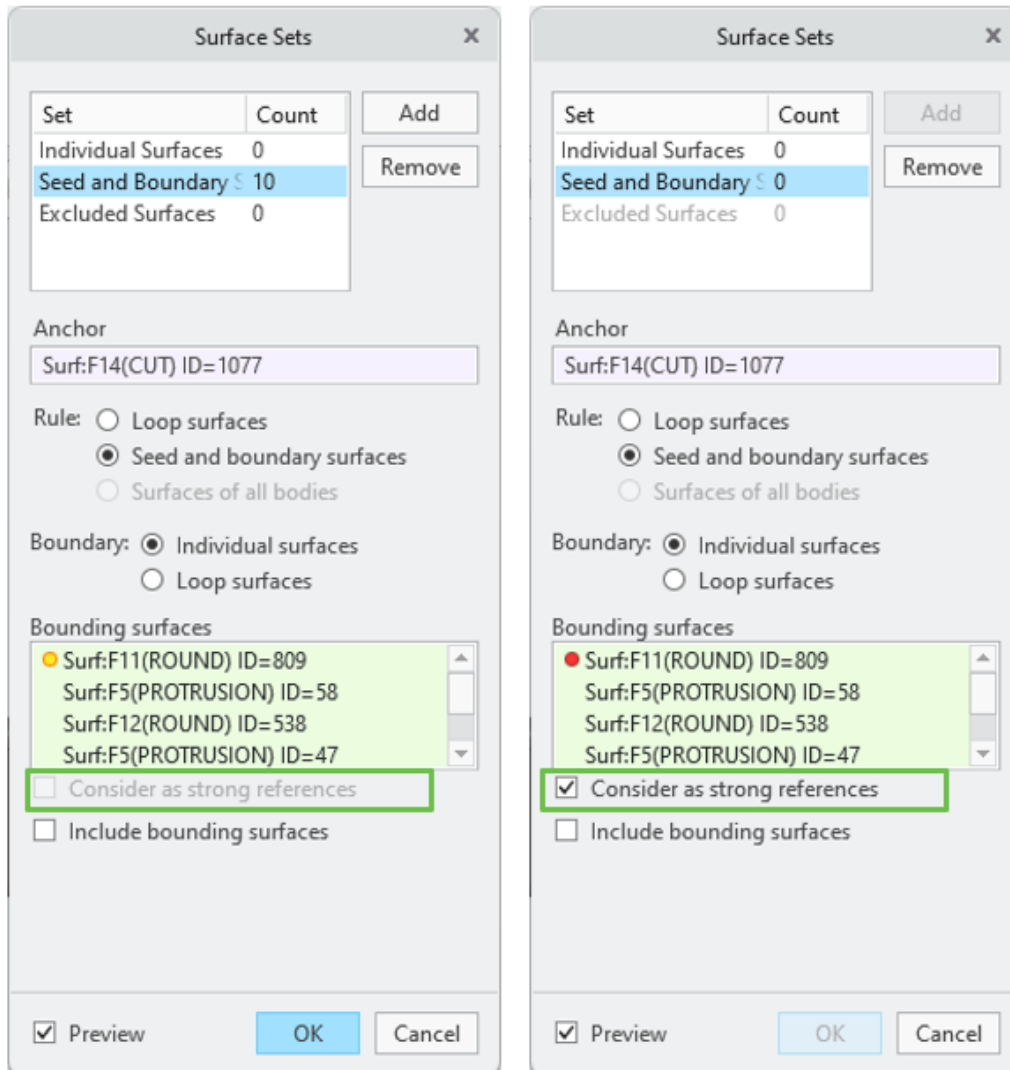 Surface Sets x
Set Count Add
Individual Surfaces 0
Remove
Seed and Boundary S 10
Excluded Surfaces 0
Anchor
Surf:F14(CUT) ID=1077
Rule: Loop surfaces
Seed and boundary surfaces
Surfaces of all bodies
Boundary: Individual surfaces
Loop surfaces
Bounding surfaces
Surf:F11(ROUND) ID=809
Surf:F5(PROTRUSION) ID=58
Surf:F12(ROUND) ID=538
Surf:F5(PROTRUSION) ID=47
Consider as strong references
Include bounding surfaces
Preview OK Cancel
Surface Sets x
Set Count Add
Individual Surfaces 0
Remove
Seed and Boundary S 0
Excluded Surfaces 0
Anchor
Surf:F14(CUT) ID=1077
Rule: Loop surfaces
Seed and boundary surfaces
Surfaces of all bodies
Boundary: Individual surfaces
Loop surfaces
Bounding surfaces
Surf:F11(ROUND) ID=809
Surf:F5(PROTRUSION) ID=58
Surf:F12(ROUND) ID=538
Surf:F5(PROTRUSION) ID=47
Consider as strong references
Include bounding surfaces
Preview OK Cancel